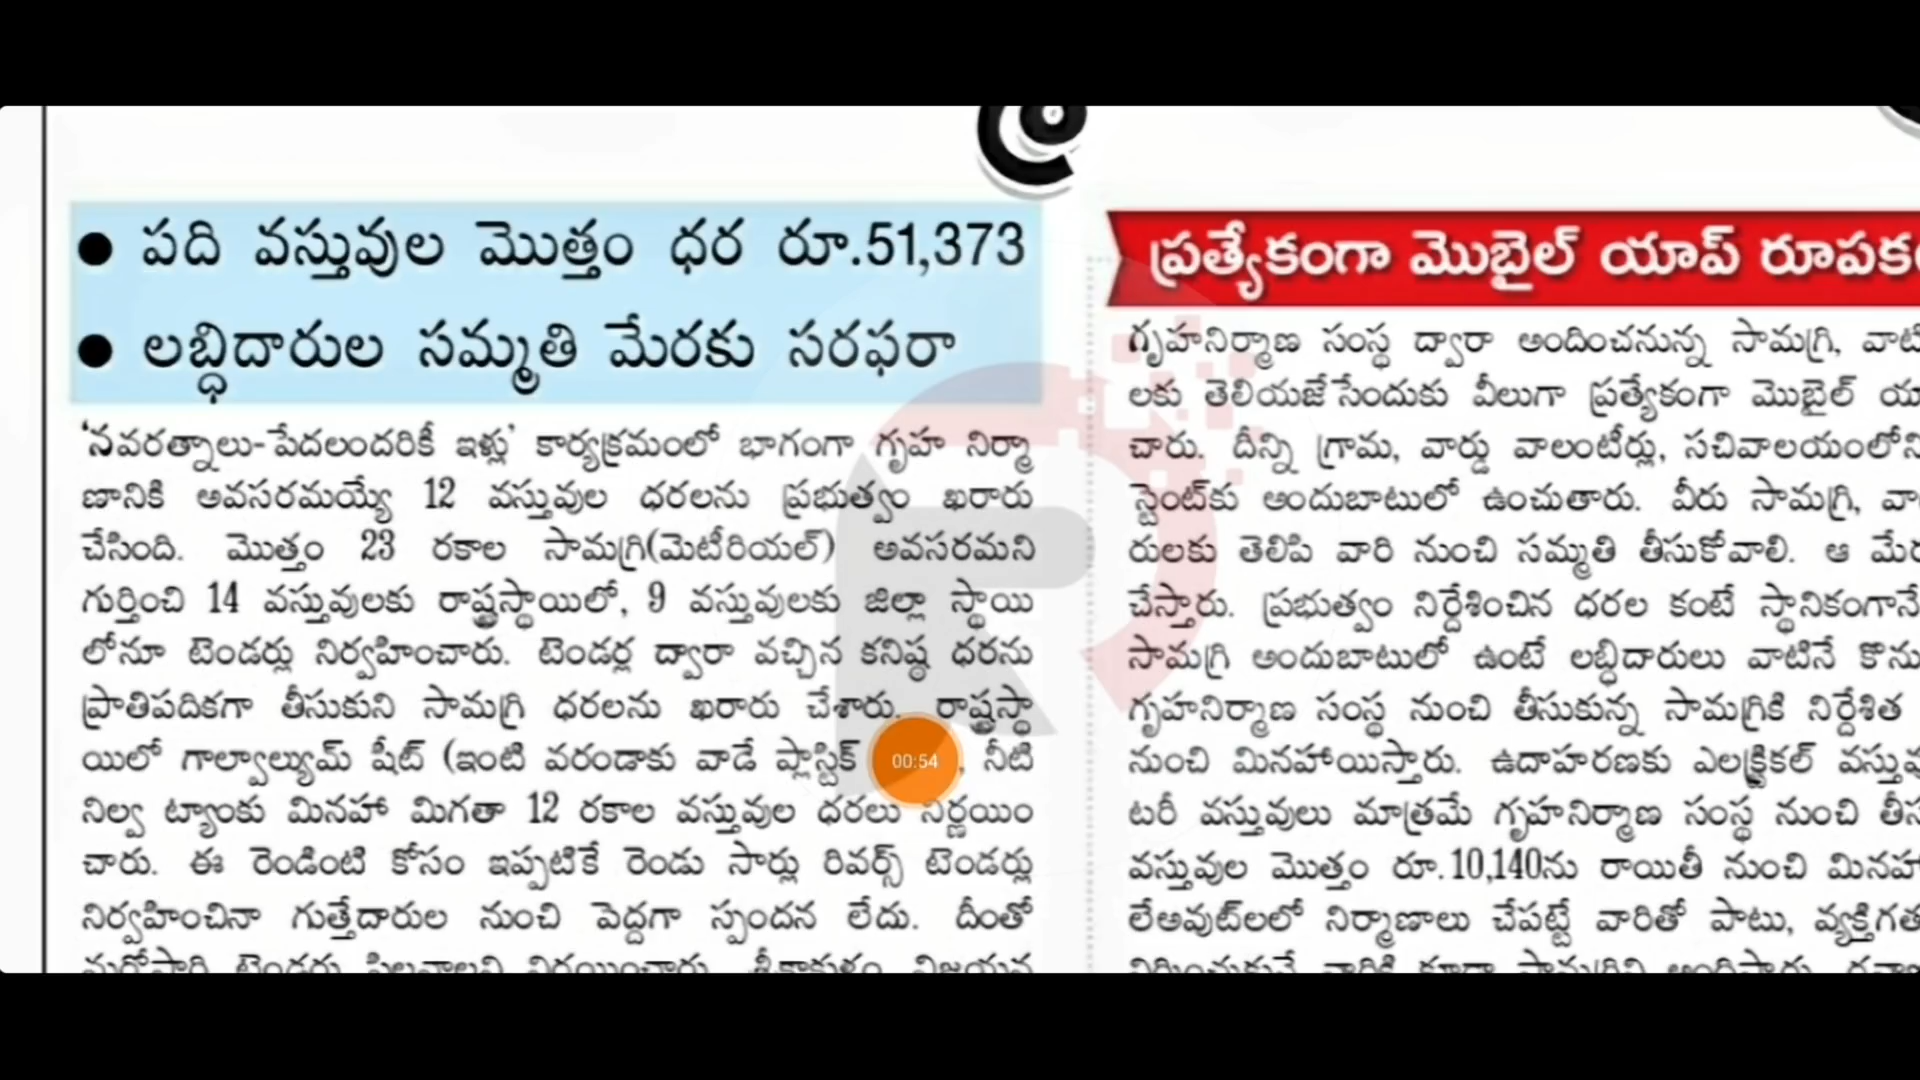 ● పది వస్తువుల మొత్తం ధర రూ.51,373
● లబ్ధిదారుల సమ్మతి మేరకు సరఫరా
‘నవరత్నాలు-పేదలందరికీ ఇళ్లు’ కార్యక్రమంలో భాగంగా గృహ నిర్మా
ణానికి అవసరమయ్యే 12 వస్తువుల ధరలను ప్రభుత్వం ఖరారు
చేసింది. మొత్తం 23 రకాల సామగ్రి(మెటీరియల్) అవసరమని
గుర్తించి 14 వస్తువులకు రాష్ట్రస్థాయిలో, 9 వస్తువులకు జిల్లా స్థాయి
లోనూ టెండర్లు నిర్వహించారు. టెండర్ల ద్వారా వచ్చిన కనిష్ఠ ధరను
ప్రాతిపదికగా తీసుకుని సామగ్రి ధరలను ఖరారు చేశారు. రాష్ట్రస్థా
యిలో గాల్వాల్యుమ్ షీట్ (ఇంటి వరండాకు వాడే ప్లాస్టిక్ , నీటి
00:54
నిల్వ ట్యాంకు మినహా మిగతా 12 రకాల వస్తువుల ధరలు నిర్ణయిం
చారు. ఈ రెండింటి కోసం ఇప్పటికే రెండు సార్లు రివర్స్ టెండర్లు
నిర్వహించినా గుత్తేదారుల నుంచి పెద్దగా స్పందన లేదు. దీంతో
ప్రత్యేకంగా మొబైల్ యాప్ రూపక
గృహనిర్మాణ సంస్థ ద్వారా అందించనున్న సామగ్రి, వాటి
లకు తెలియజేసేందుకు వీలుగా ప్రత్యేకంగా మొబైల్ యా
చారు. దీన్ని గ్రామ, వార్డు వాలంటీర్లు, సచివాలయంలోని
స్టెంట్‌కు అందుబాటులో ఉంచుతారు. వీరు సామగ్రి, వా
రులకు తెలిపి వారి నుంచి సమ్మతి తీసుకోవాలి. ఆ మేర
చేస్తారు. ప్రభుత్వం నిర్దేశించిన ధరల కంటే స్థానికంగానే
సామగ్రి అందుబాటులో ఉంటే లబ్ధిదారులు వాటినే కొను
గృహనిర్మాణ సంస్థ నుంచి తీసుకున్న సామగ్రికి నిర్దేశిత
నుంచి మినహాయిస్తారు. ఉదాహరణకు ఎలక్ట్రికల్ వస్తువు
టరీ వస్తువులు మాత్రమే గృహనిర్మాణ సంస్థ నుంచి తీస
వస్తువుల మొత్తం రూ.10,140ను రాయితీ నుంచి మినహా
లేఅవుట్‌లలో నిర్మాణాలు చేపట్టే వారితో పాటు, వ్యక్తిగత